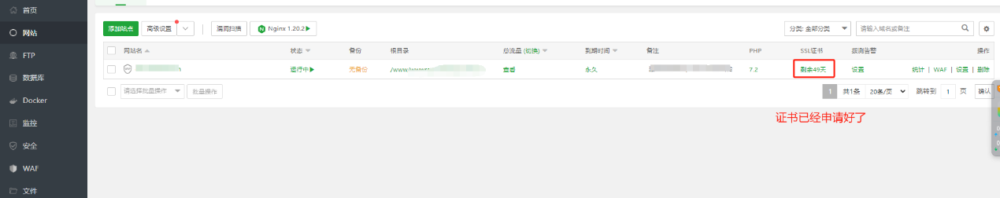 首页
网站
FTP
数据库
Docker
监控
安全
WAF
文件
添加站点 高级设置 漏洞扫描 Nginx 1.20.2 分类: 全部分类 请输入域名或备注
网站名 状态 备份 根目录 总流量 (切换) 到期时间 备注 PHP SSL证书 拨测告警 操作
运行中 无备份 /www/www 查看 永久 7.2 剩余49天 设置 统计 | WAF | 设置 | 删除
请选择批量操作 批量操作 1 共1条 20条/页 跳转到 1 页 确认
证书已经申请好了